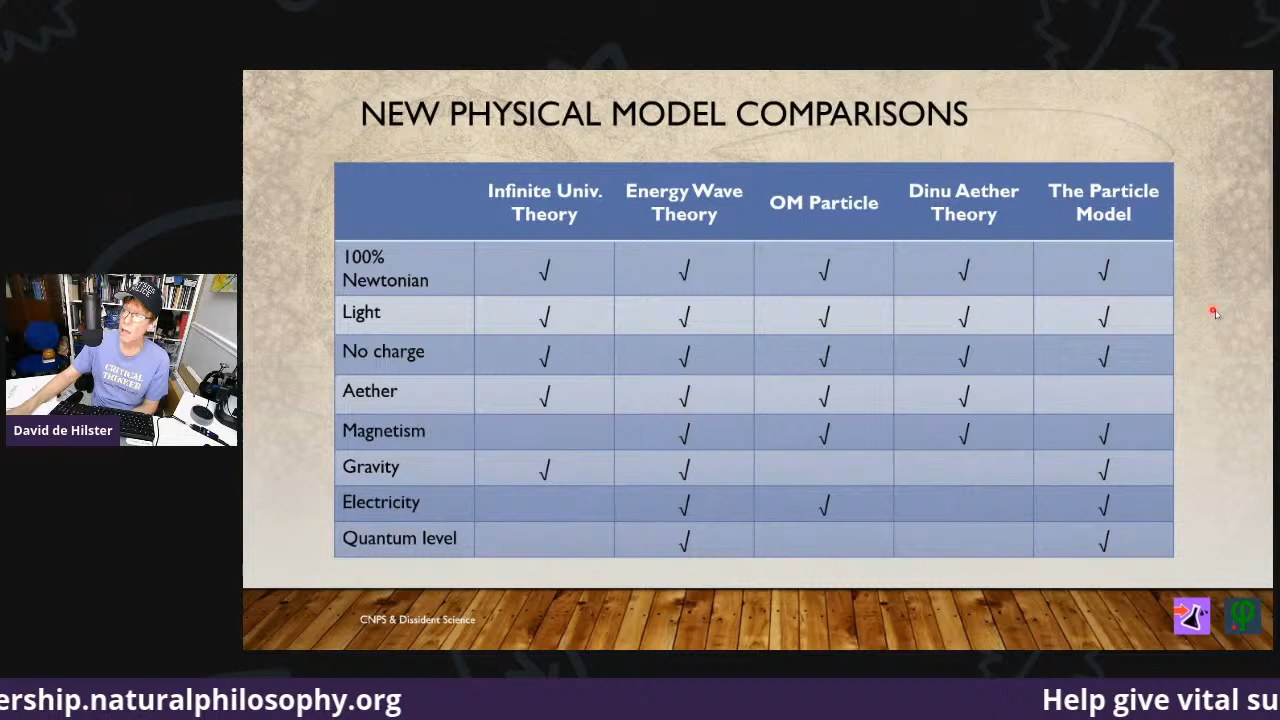 NEW PHYSICAL MODEL COMPARISONS
Infinite Univ. Theory
Energy Wave Theory
OM Particle
Dinu Aether Theory
The Particle Model
100% Newtonian √ √ √ √ √
Light √ √ √ √ √
No charge √ √ √ √ √
Aether √ √ √ √
Magnetism √ √ √ √
Gravity √ √ √
Electricity √ √ √
Quantum level √ √
CRITICAL
THINKER
David de Hilster
CNPS & Dissident Science
ership.naturalphilosophy.org
Help give vital su